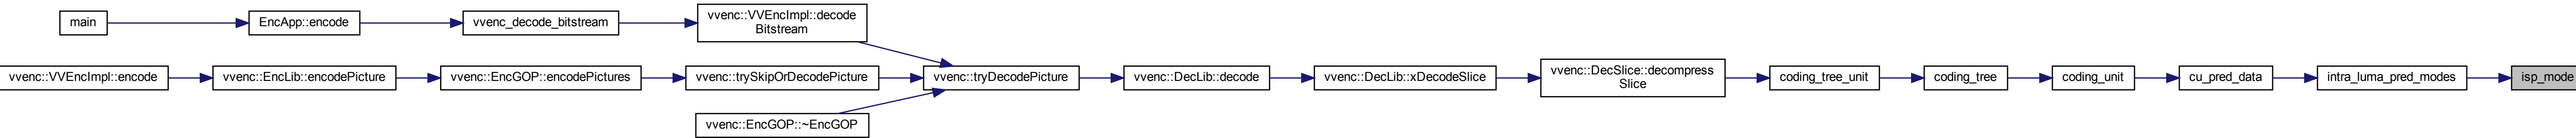 main
EncApp::encode
vvenc_decode_bitstream
vvenc::VVEncImpl::decode
Bitstream
vvenc::VVEncImpl::encode
vvenc::EncLib::encodePicture
vvenc::EncGOP::encodePictures
vvenc::trySkipOrDecodePicture
vvenc::tryDecodePicture
vvenc::DecLib::decode
vvenc::DecLib::xDecodeSlice
vvenc::DecSlice::decompress
Slice
coding_tree_unit
coding_tree
coding_unit
cu_pred_data
intra_luma_pred_modes
isp_mode
vvenc::EncGOP::~EncGOP